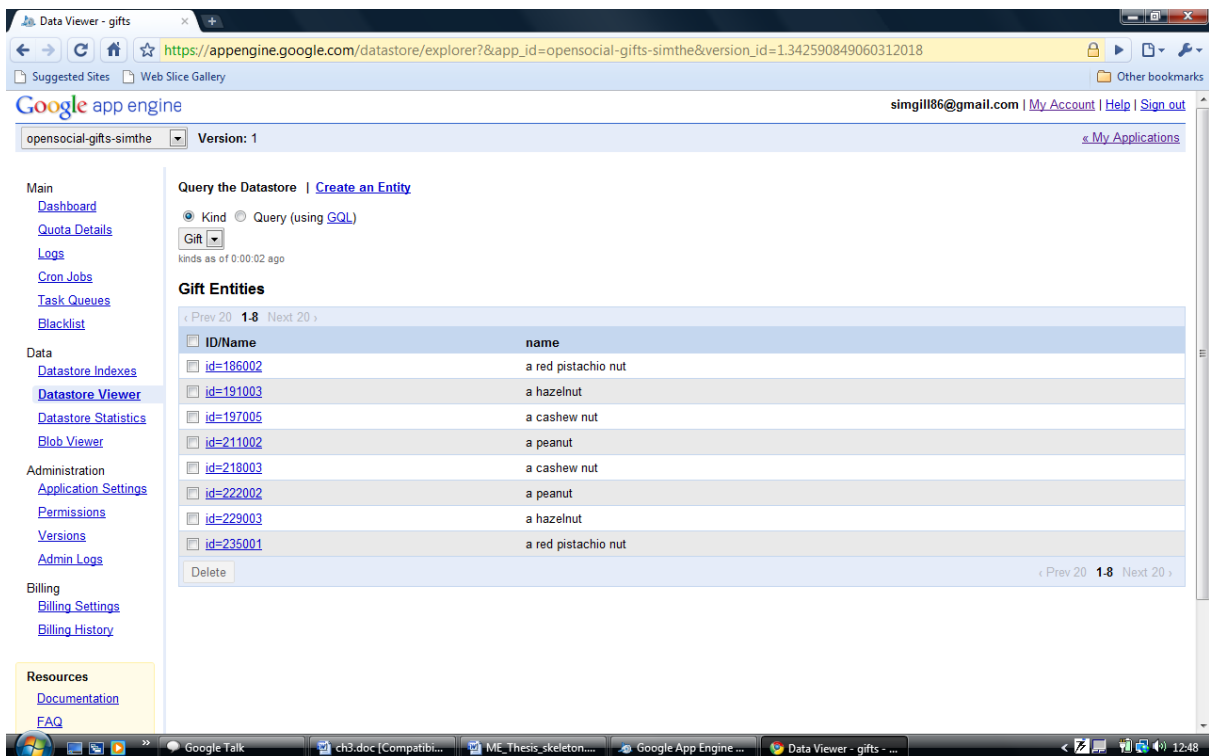 Data Viewer - gifts
https://appengine.google.com/datastore/explorer?&app_id=opensocial-gifts-simthe&version_id=1.342590849060312018
Suggested Sites Web Slice Gallery Other bookmarks
Google app engine simgill86@gmail.com | My Account | Help | Sign out
opensocial-gifts-simthe Version: 1 « My Applications
Main
Dashboard
Quota Details
Logs
Cron Jobs
Task Queues
Blacklist
Data
Datastore Indexes
Datastore Viewer
Datastore Statistics
Blob Viewer
Administration
Application Settings
Permissions
Versions
Admin Logs
Billing
Billing Settings
Billing History
Resources
Documentation
FAQ
Query the Datastore | Create an Entity
Kind Query (using GQL)
Gift
kinds as of 0:00:02 ago
Gift Entities
‹ Prev 20 1-8 Next 20 ›
ID/Name name
id=186002 a red pistachio nut
id=191003 a hazelnut
id=197005 a cashew nut
id=211002 a peanut
id=218003 a cashew nut
id=222002 a peanut
id=229003 a hazelnut
id=235001 a red pistachio nut
Delete ‹ Prev 20 1-8 Next 20 ›
Google Talk ch3.doc [Compatibi... ME_Thesis_skeleton.... Google App Engine ... Data Viewer - gifts - ... 12:48